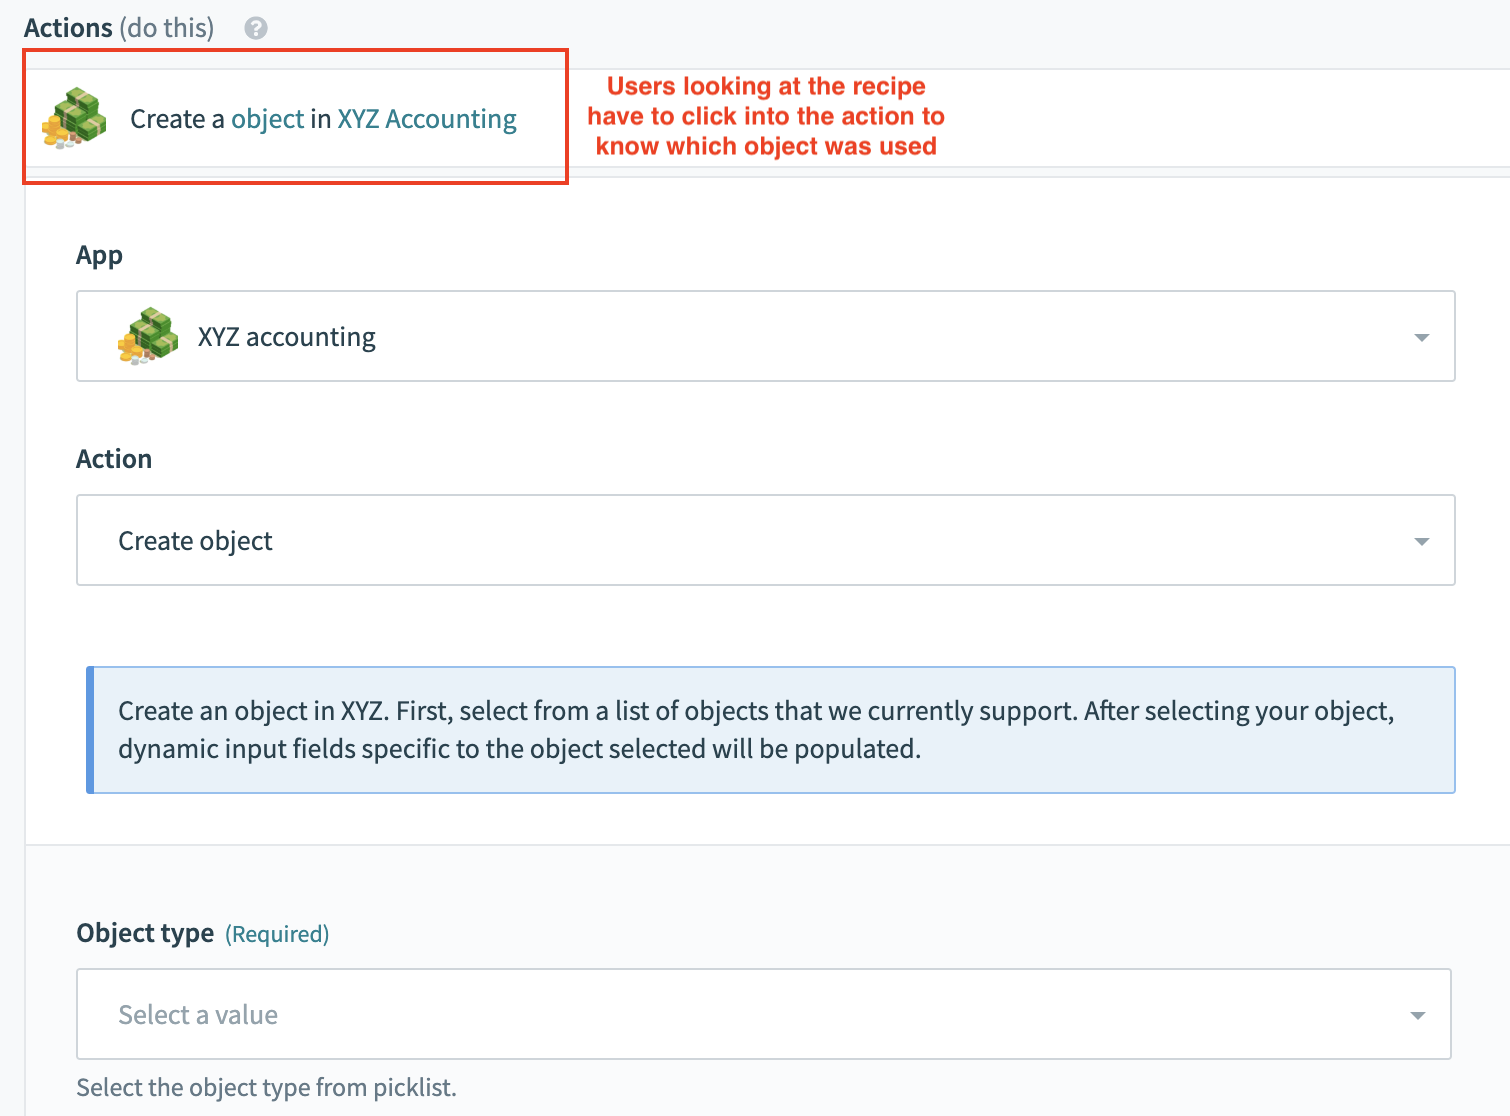 Actions (do this) ?
Create a object in XYZ Accounting
Users looking at the recipe
have to click into the action to
know which object was used
App
XYZ accounting
Action
Create object
Create an object in XYZ. First, select from a list of objects that we currently support. After selecting your object,
dynamic input fields specific to the object selected will be populated.
Object type (Required)
Select a value
Select the object type from picklist.